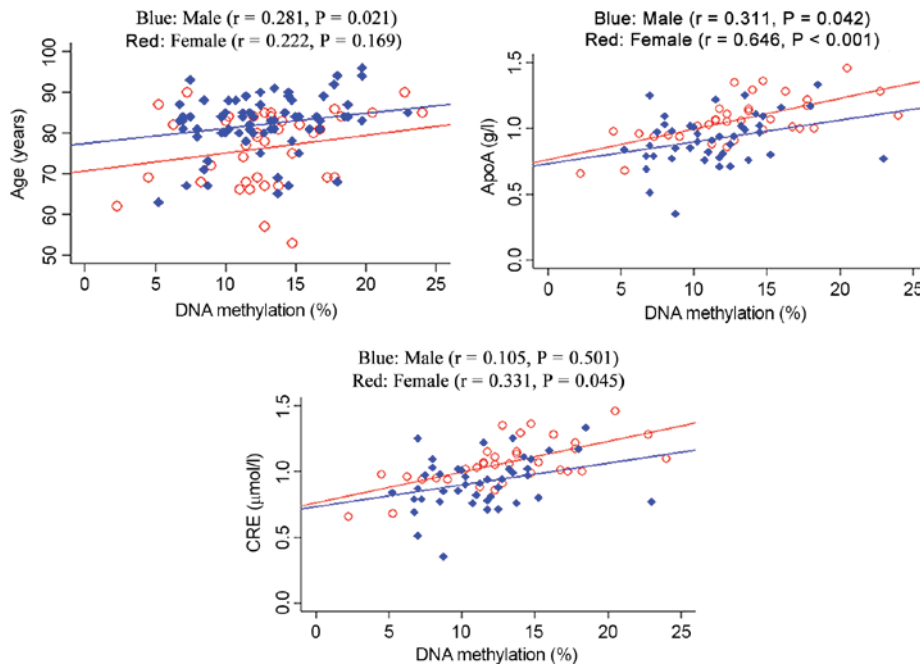 Blue: Male (r = 0.281, P = 0.021)
Red: Female (r = 0.222, P = 0.169)
100
90
80
70
60
50
Age (years)
0 5 10 15 20 25
DNA methylation (%)
Blue: Male (r = 0.311, P = 0.042)
Red: Female (r = 0.646, P < 0.001)
1.5
1.0
0.5
0.0
ApoA (g/l)
0 5 10 15 20 25
DNA methylation (%)
Blue: Male (r = 0.105, P = 0.501)
Red: Female (r = 0.331, P = 0.045)
1.5
1.0
0.5
0.0
CRE (μmol/l)
0 5 10 15 20 25
DNA methylation (%)